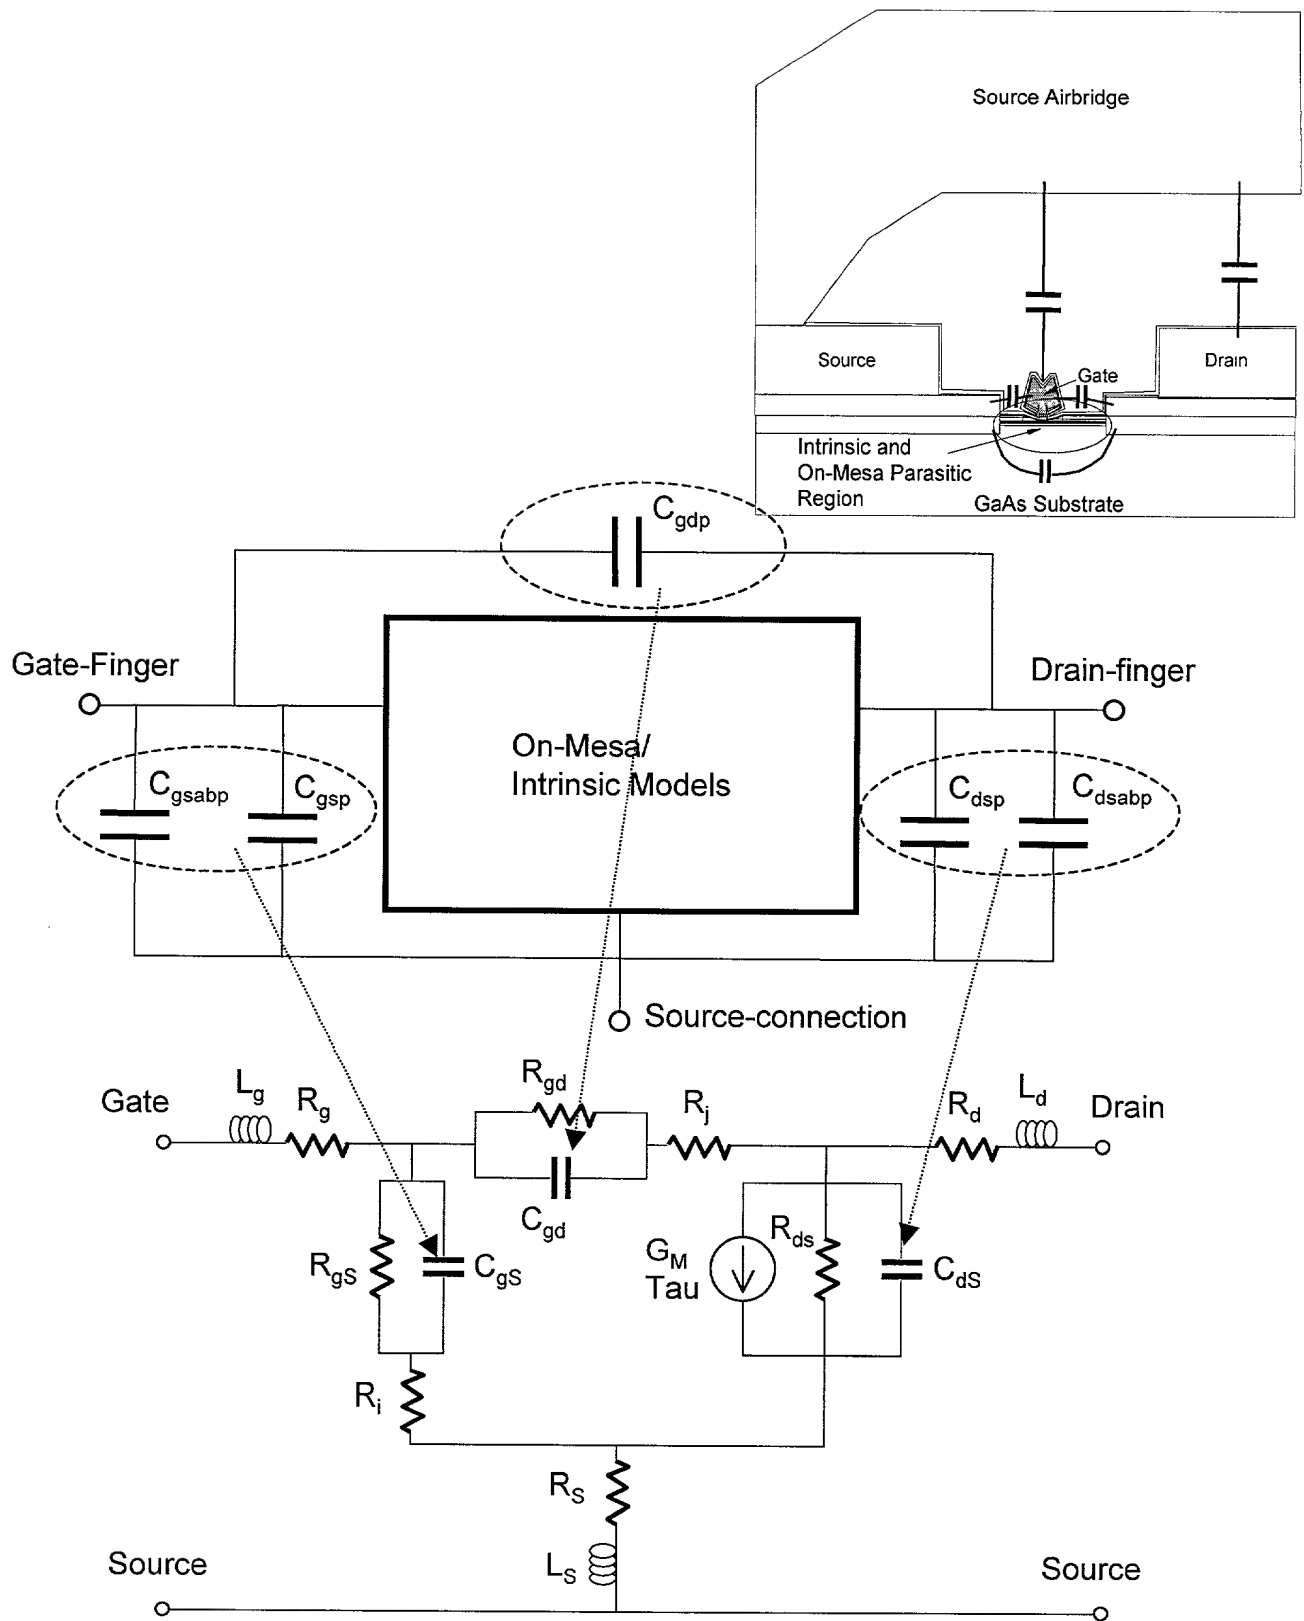 Source Airbridge
Source
Drain
Gate
Intrinsic and
On-Mesa Parasitic
Region
GaAs Substrate
Cgdp
Gate-Finger
Drain-finger
On-Mesa/
Intrinsic Models
Cgsabp
Cgsp
Cdsp
Cdsabp
Source-connection
Gate
Lg
Rg
Rgd
Rj
Rd
Ld
Drain
Cgd
RgS
CgS
GM
Tau
Rds
CdS
Ri
RS
LS
Source
Source